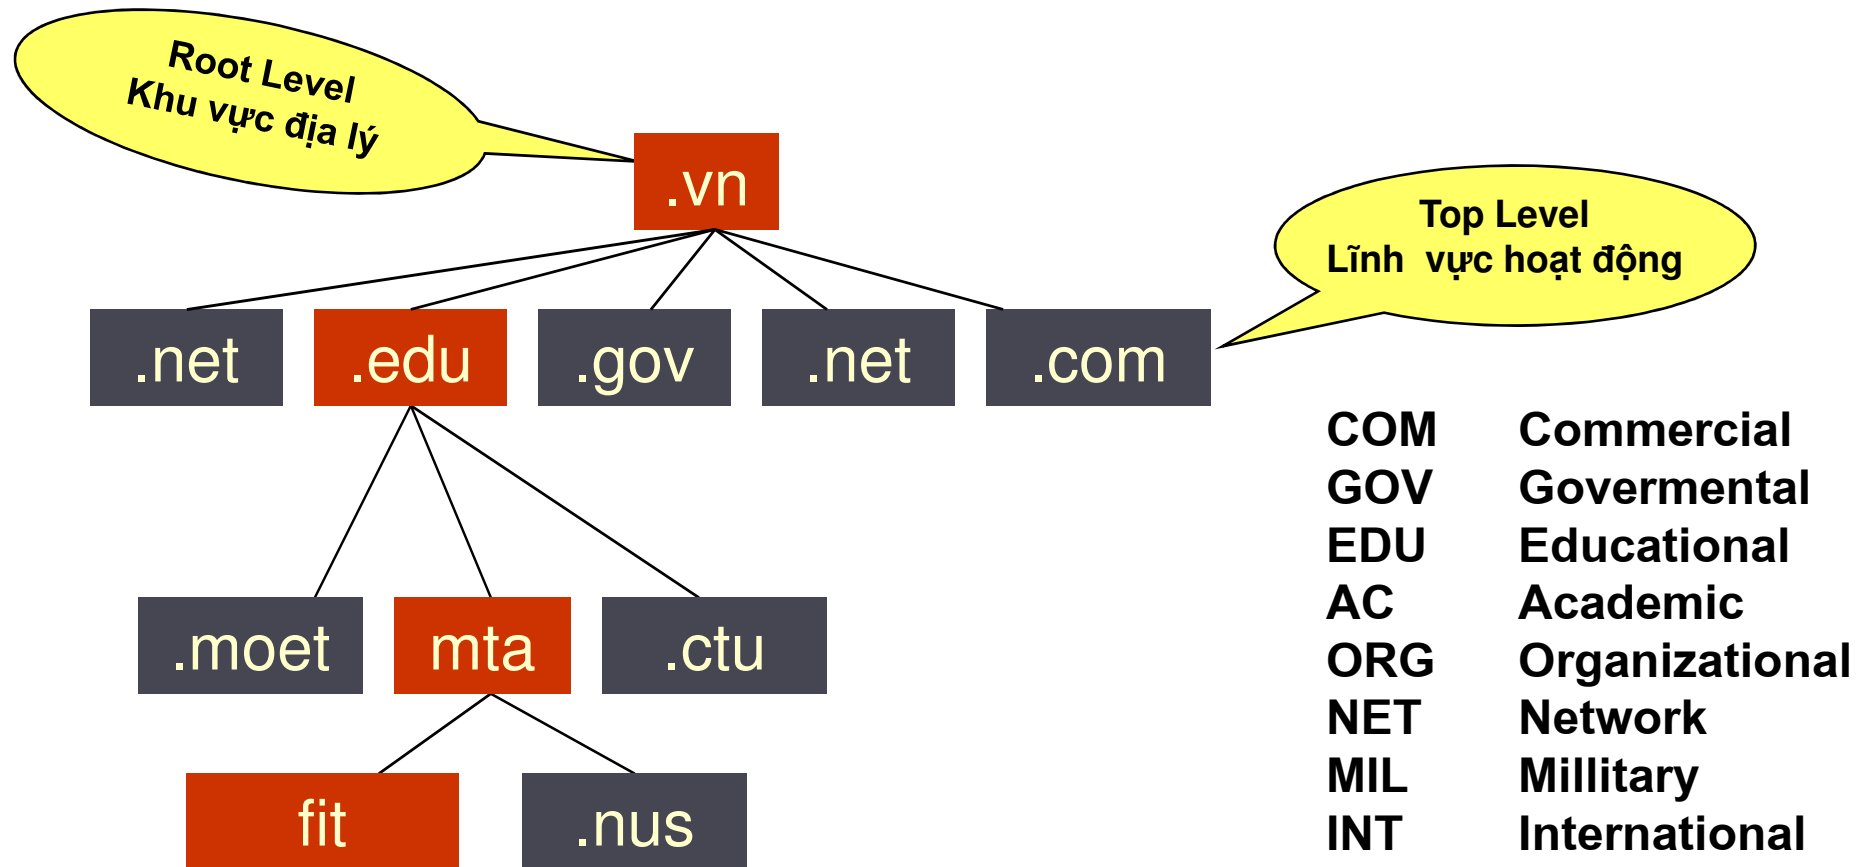 Root Level
Khu vực địa lý
.vn
Top Level
Lĩnh vực hoạt động
.net
.edu
.gov
.net
.com
COM Commercial
GOV Govermental
EDU Educational
AC Academic
ORG Organizational
NET Network
MIL Millitary
INT International
.moet
mta
.ctu
fit
.nus